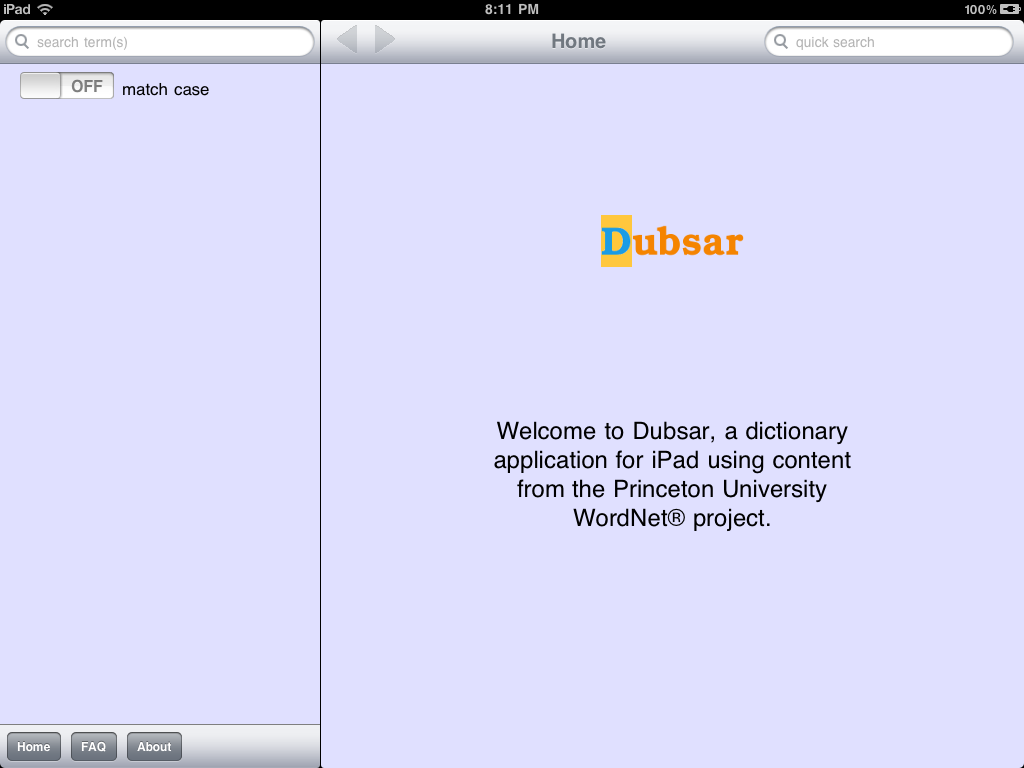 iPad 8:11 PM 100%
search term(s)
Home
quick search
OFF match case
Dubsar
Welcome to Dubsar, a dictionary
application for iPad using content
from the Princeton University
WordNet® project.
Home FAQ About